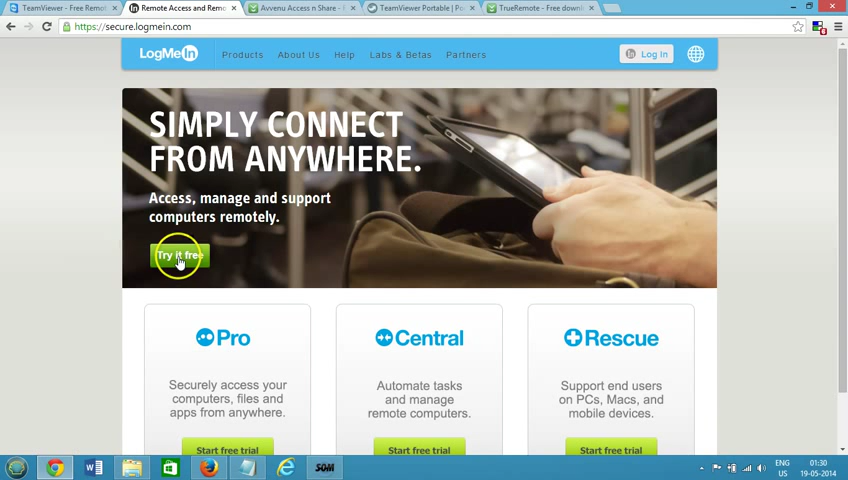 TeamViewer - Free Remot
Remote Access and Remo
Avvenu Access n Share - 
TeamViewer Portable | Po
TrueRemote - Free downl
https://secure.logmein.com
LogMeIn
Products
About Us
Help
Labs & Betas
Partners
in Log In
SIMPLY CONNECT
FROM ANYWHERE.
Access, manage and support
computers remotely.
Try it free
Pro
Securely access your
computers, files and
apps from anywhere.
Start free trial
Central
Automate tasks
and manage
remote computers.
Start free trial
Rescue
Support end users
on PCs, Macs, and
mobile devices.
Start free trial
SOM
ENG
US
01:30
19-05-2014